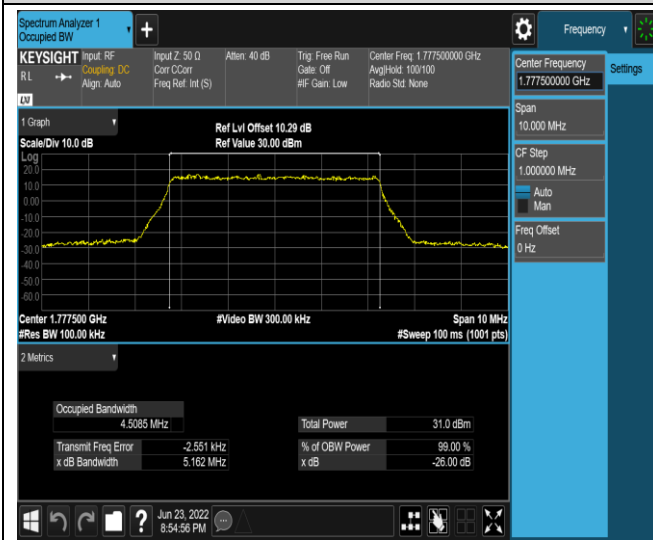 Spectrum Analyzer 1
Occupied BW
Frequency
KEYSIGHT
RL
LXI
Input: RF
Coupling: DC
Align: Auto
Input Z: 50 Ω
Corr CCorr
Freq Ref: Int (S)
Atten: 40 dB
Trig: Free Run
Gate: Off
#IF Gain: Low
Center Freq: 1.777500000 GHz
Avg|Hold: 100/100
Radio Std: None
Center Frequency
1.777500000 GHz
Settings
Span
10.000 MHz
CF Step
1.000000 MHz
Auto
Man
Freq Offset
0 Hz
1 Graph
Ref Lvl Offset 10.29 dB
Scale/Div 10.0 dB
Ref Value 30.00 dBm
Log
20.0
10.0
0.00
-10.0
-20.0
-30.0
-40.0
-50.0
-60.0
Center 1.777500 GHz
#Video BW 300.00 kHz
Span 10 MHz
#Res BW 100.00 kHz
#Sweep 100 ms (1001 pts)
2 Metrics
Occupied Bandwidth
4.5085 MHz
Total Power 31.0 dBm
Transmit Freq Error -2.551 kHz
% of OBW Power 99.00 %
x dB Bandwidth 5.162 MHz
x dB -26.00 dB
Jun 23, 2022
8:54:56 PM